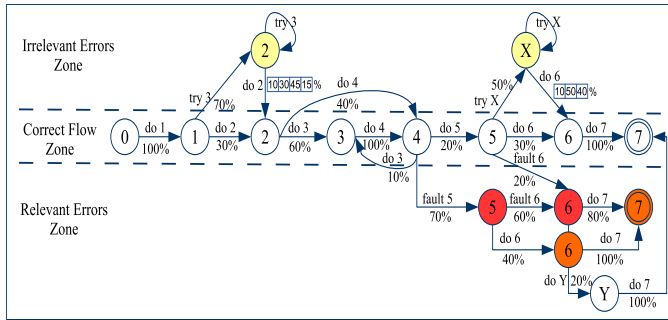 try 3
try X
Irrelevant Errors
Zone
2
X
do 2 10 30 45 15 %
do 4
50%
do 6
10 50 40 %
try 3
70%
40%
try X
Correct Flow
Zone
0
do 1
100%
1
do 2
30%
2
do 3
60%
3
do 4
100%
4
do 5
20%
5
do 6
30%
6
do 7
100%
7
do 3
10%
fault 6
20%
Relevant Errors
Zone
fault 5
70%
5
fault 6
60%
6
do 7
80%
7
do 6
40%
6
do 7
100%
do Y 20%
Y
do 7
100%